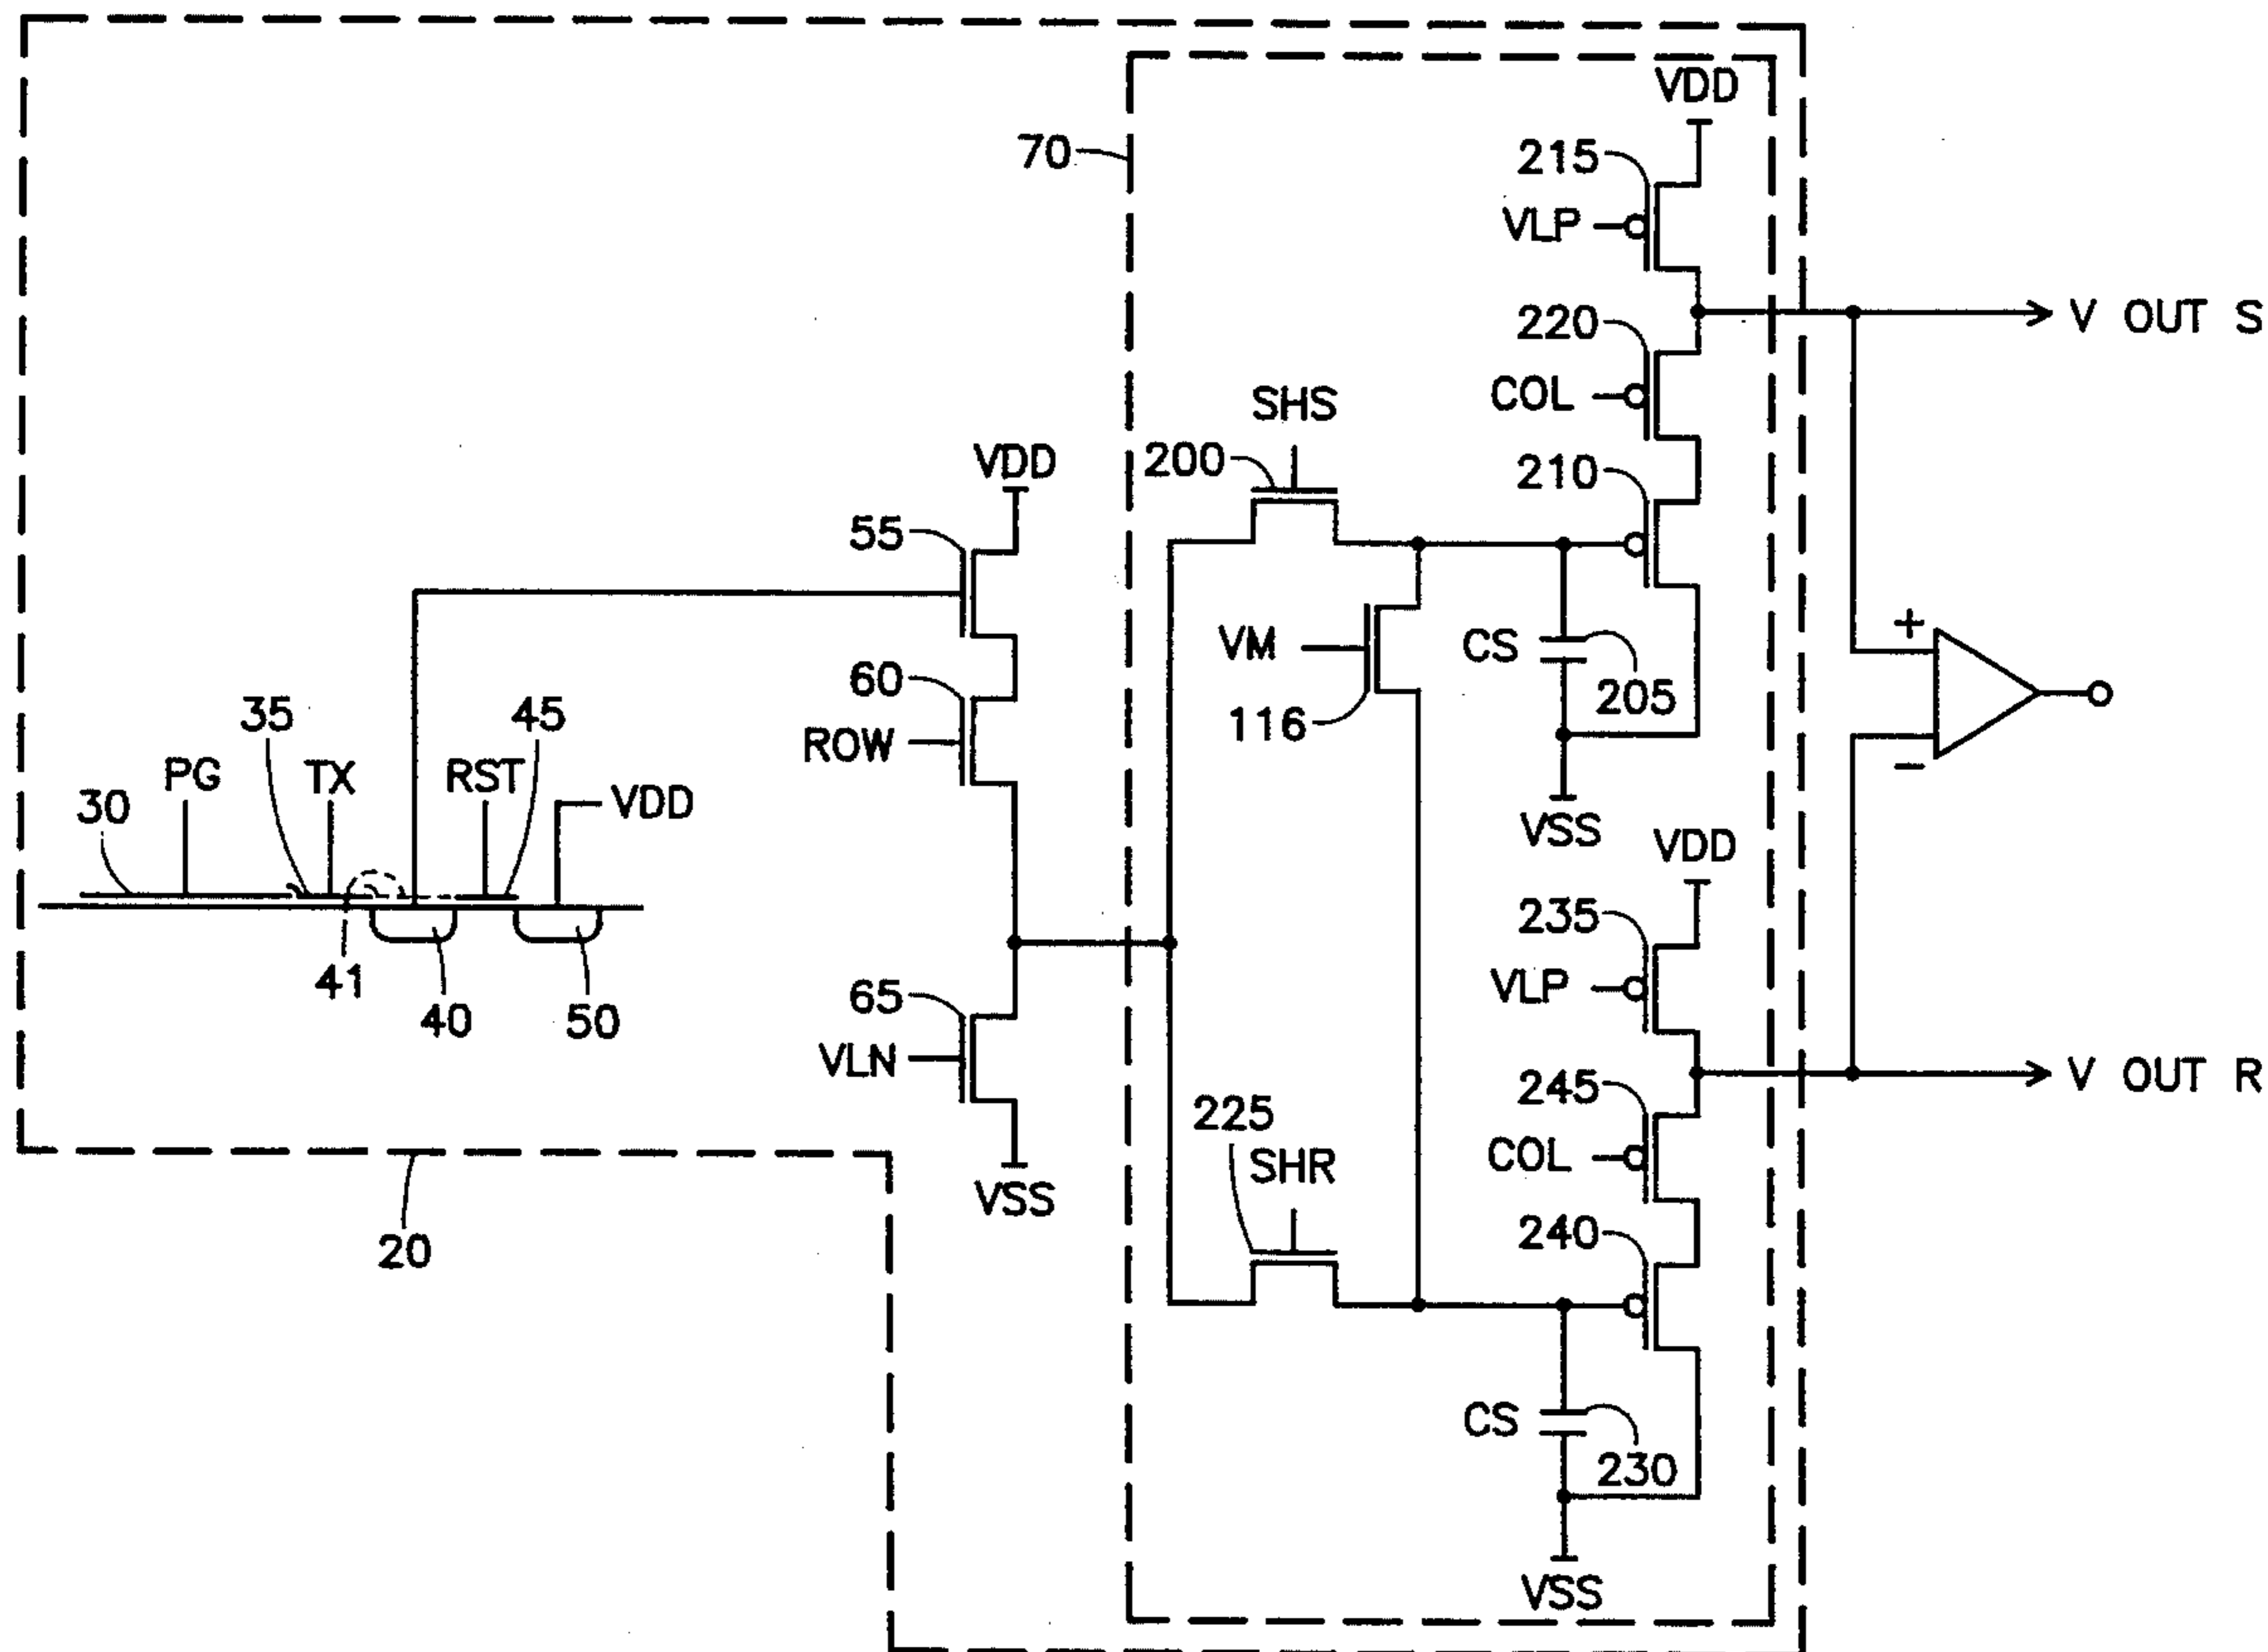 VDD
70
215
VLP
V OUT S
220
COL
SHS
200
210
VDD
55
VM
CS
+
205
60
116
35
45
ROW
PG
TX
RST
VDD
30
VSS
VDD
–
235
41
40
50
65
VLP
VLN
V OUT R
245
225
COL
SHR
VSS
240
20
CS
230
VSS